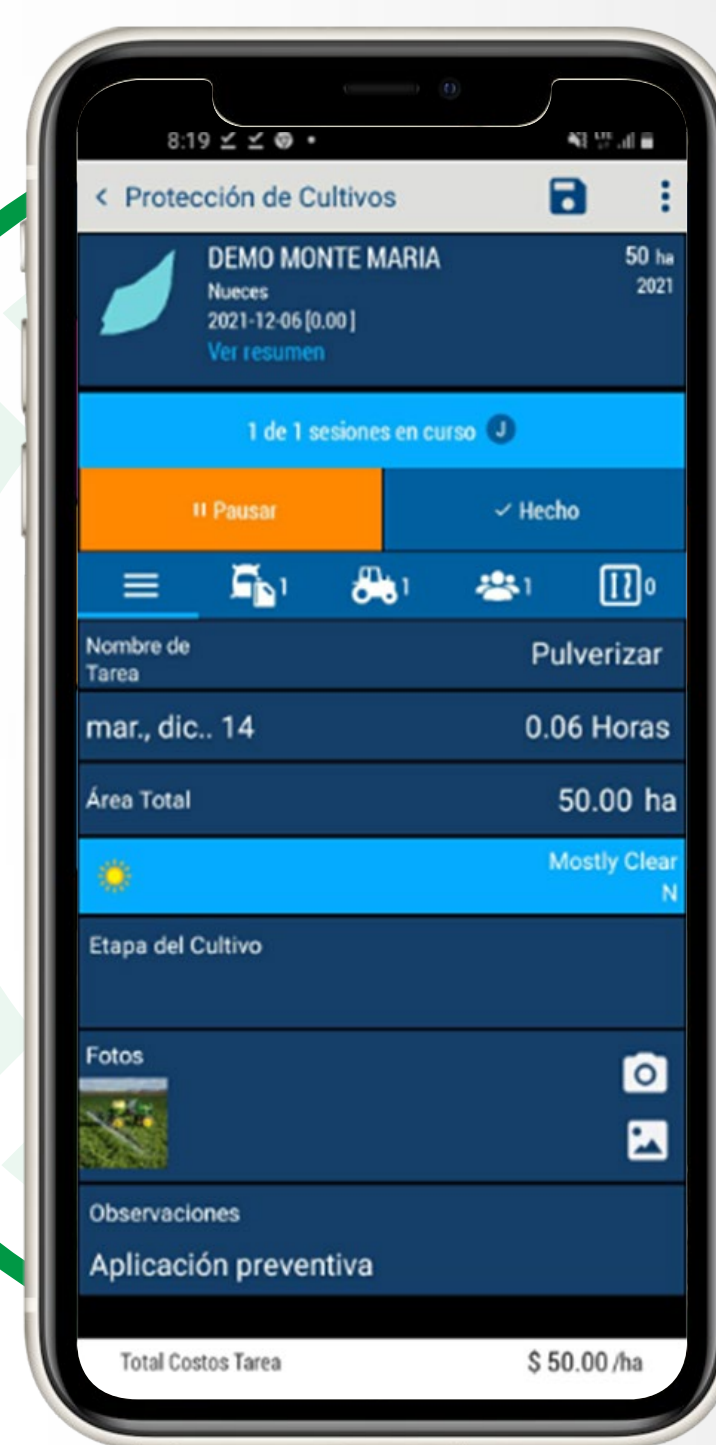 8:19
< Protección de Cultivos
DEMO MONTE MARIA
50 ha
Nueces
2021
2021-12-06 [0.00 ]
Ver resumen
1 de 1 sesiones en curso J
Pausar
Hecho
1
1
1
0
Nombre de
Tarea
Pulverizar
mar., dic.. 14
0.06 Horas
Área Total
50.00 ha
Mostly Clear
N
Etapa del Cultivo
Fotos
Observaciones
Aplicación preventiva
Total Costos Tarea
$ 50.00 /ha